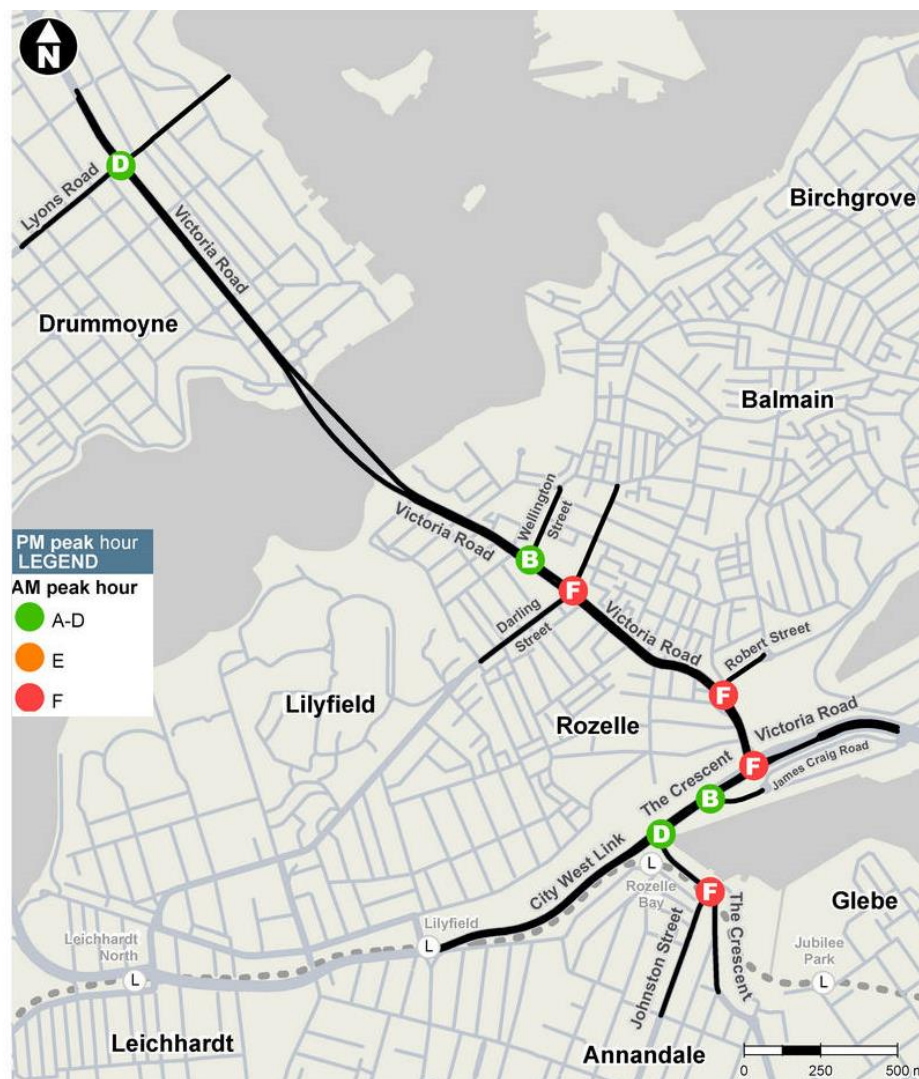 N
Birchgrove
D
Lyons Road
Victoria Road
Drummoyne
Balmain
Wellington
Street
Victoria Road
B
PM peak hour
LEGEND
AM peak hour
A-D
E
F
F
Darling
Street
Victoria Road
Robert Street
Lilyfield
F
Rozelle
Victoria Road
The Crescent
F
James Craig Road
B
D
City West Link
L
Rozelle
Bay
F
The Crescent
Glebe
Lilyfield
L
Leichhardt
North
L
Johnston Street
Jubilee
Park
L
Leichhardt
Annandale
0
250
500 m